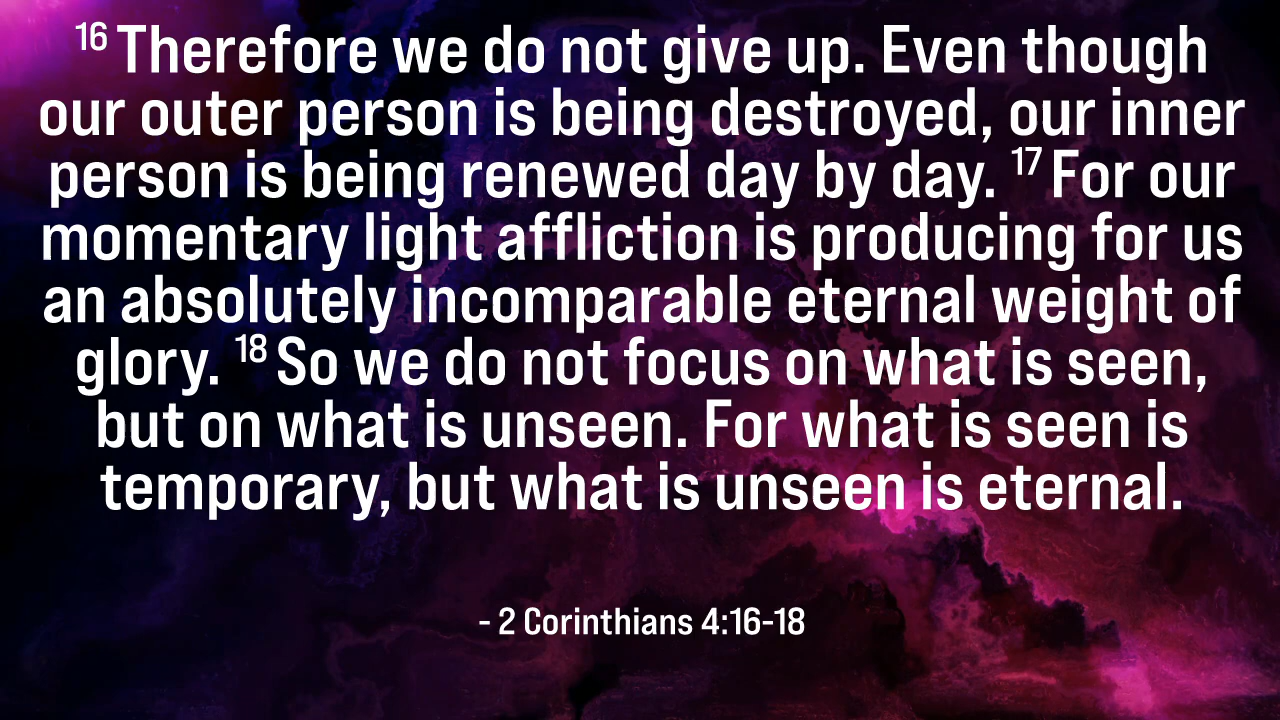 16 Therefore we do not give up. Even though
our outer person is being destroyed, our inner
person is being renewed day by day. 17 For our
momentary light affliction is producing for us
an absolutely incomparable eternal weight of
glory. 18 So we do not focus on what is seen,
but on what is unseen. For what is seen is
temporary, but what is unseen is eternal.
- 2 Corinthians 4:16-18